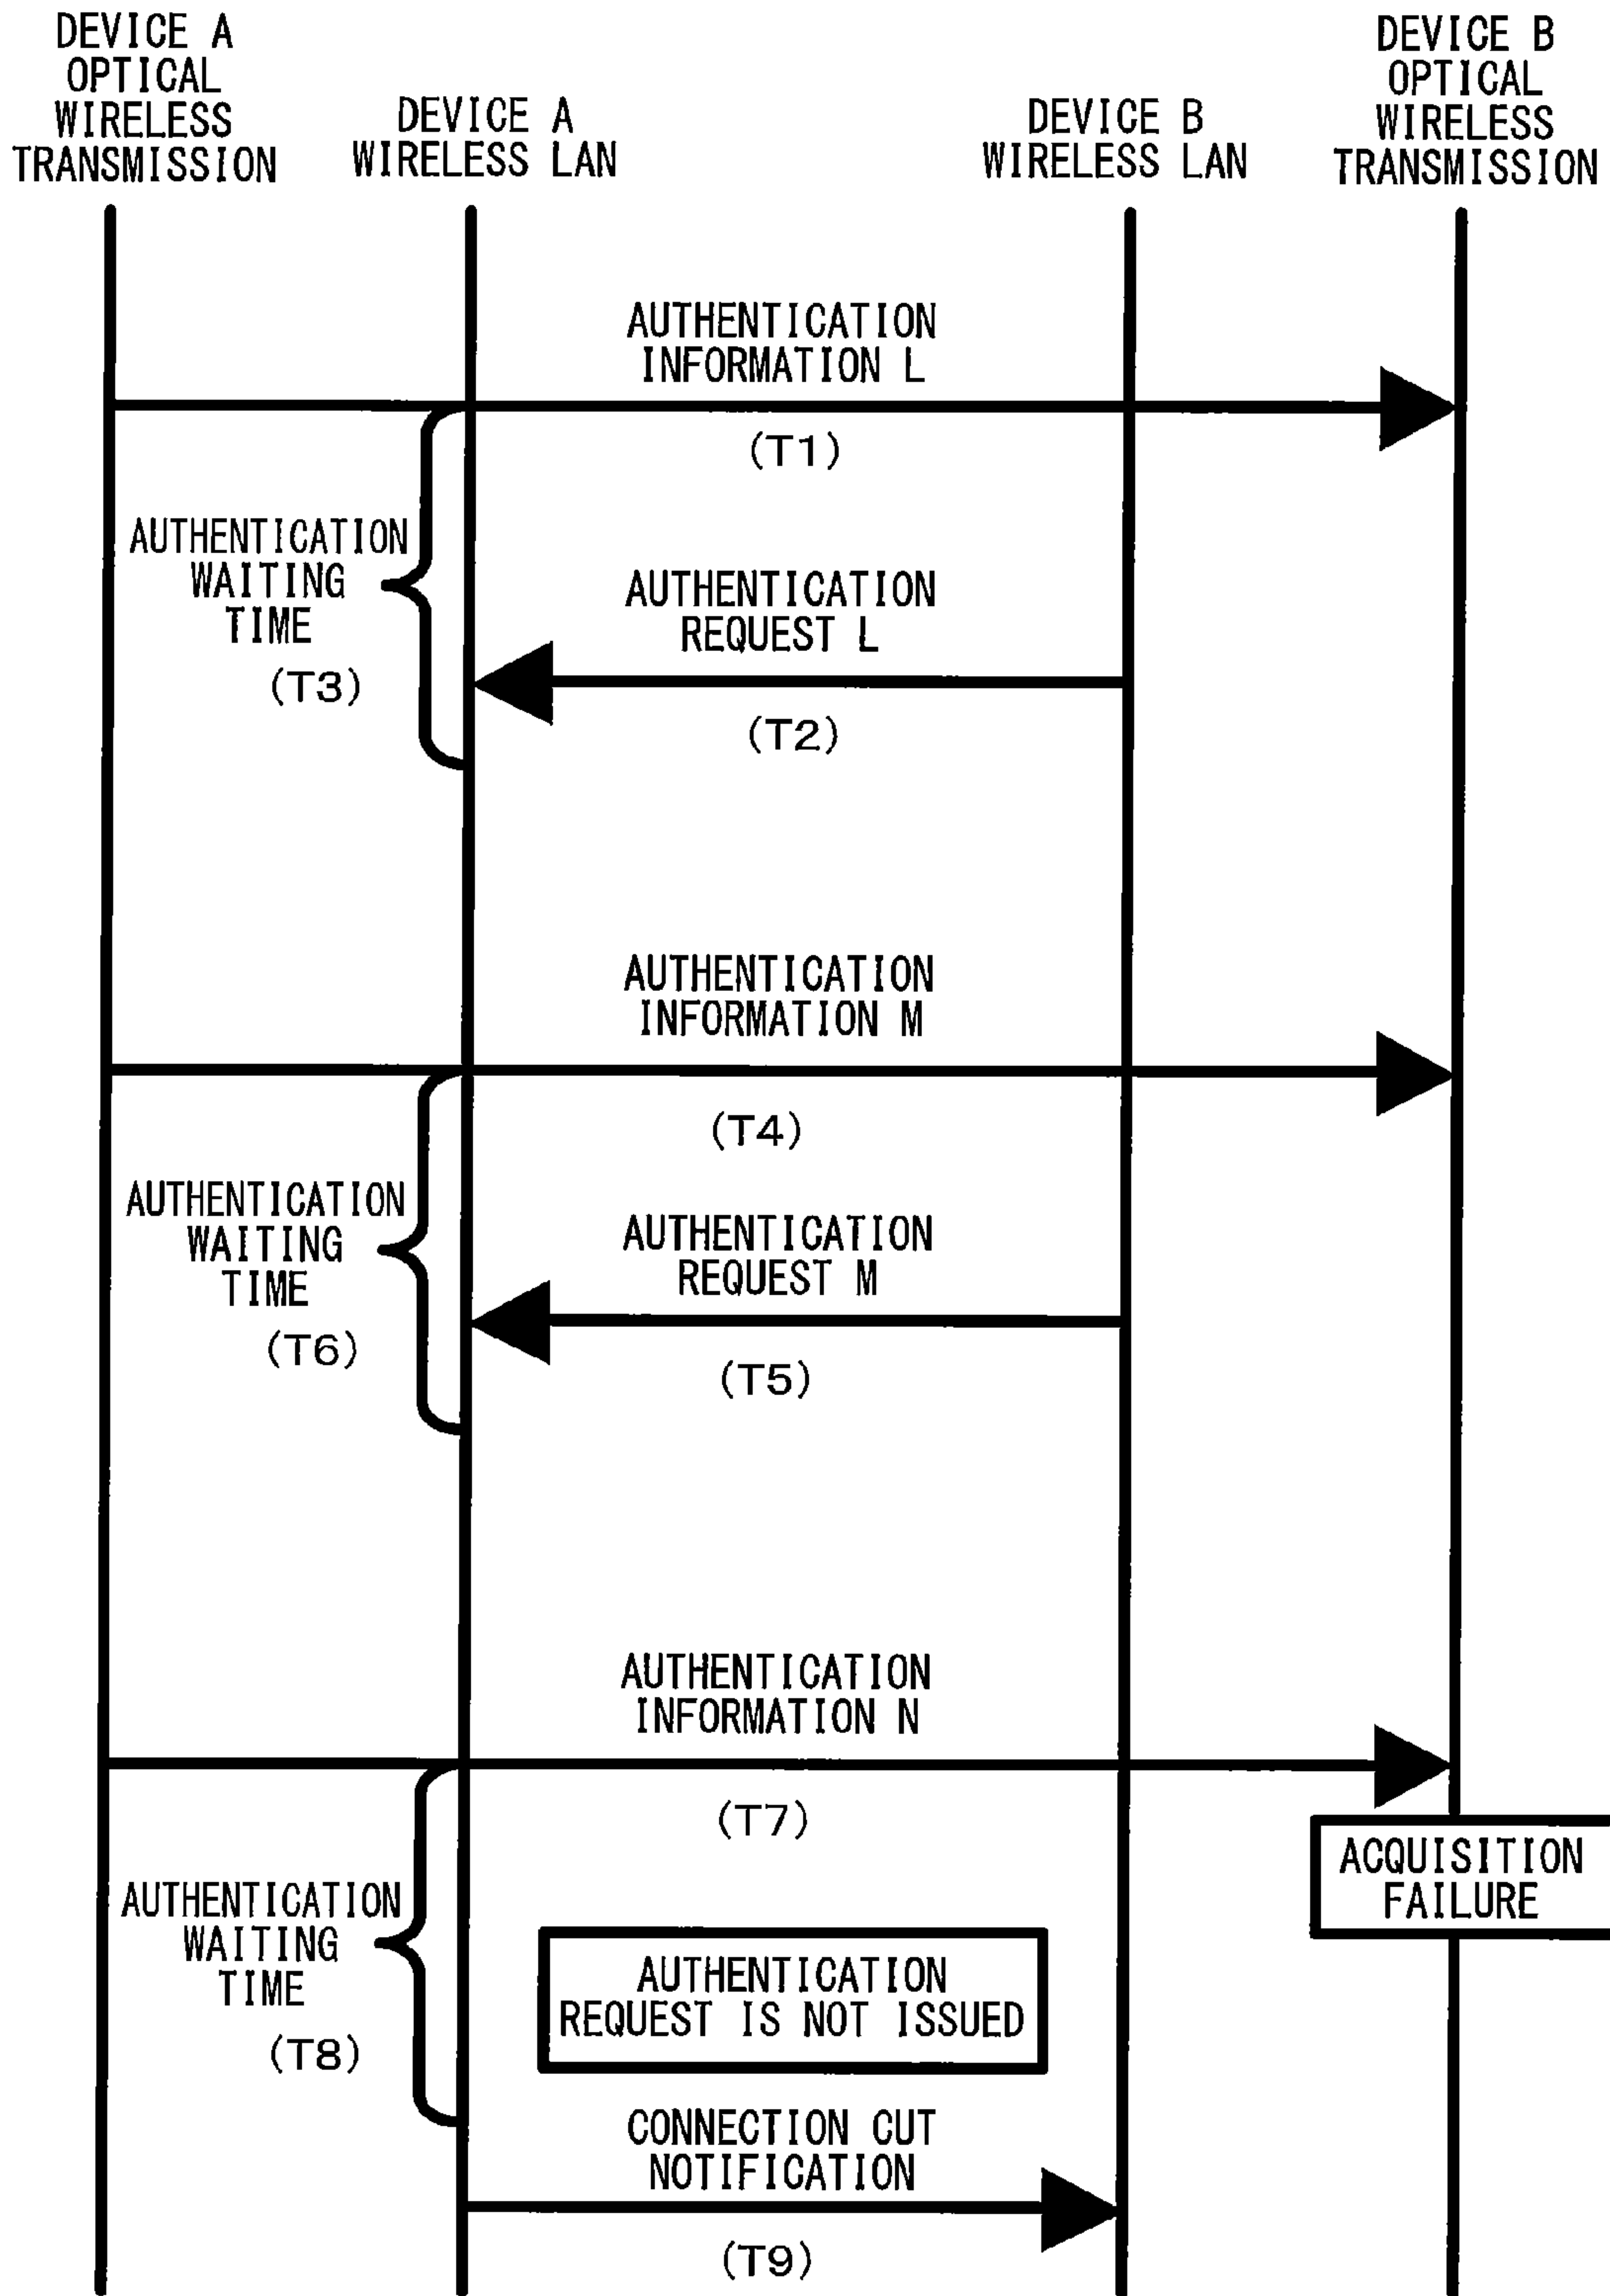 DEVICE A
OPTICAL
WIRELESS
TRANSMISSION
DEVICE A
WIRELESS LAN
DEVICE B
WIRELESS LAN
DEVICE B
OPTICAL
WIRELESS
TRANSMISSION
AUTHENTICATION
INFORMATION L
(T1)
AUTHENTICATION
WAITING
TIME
(T3)
AUTHENTICATION
REQUEST L
(T2)
AUTHENTICATION
INFORMATION M
(T4)
AUTHENTICATION
WAITING
TIME
(T6)
AUTHENTICATION
REQUEST M
(T5)
AUTHENTICATION
INFORMATION N
(T7)
ACQUISITION
FAILURE
AUTHENTICATION
WAITING
TIME
(T8)
AUTHENTICATION
REQUEST IS NOT ISSUED
CONNECTION CUT
NOTIFICATION
(T9)